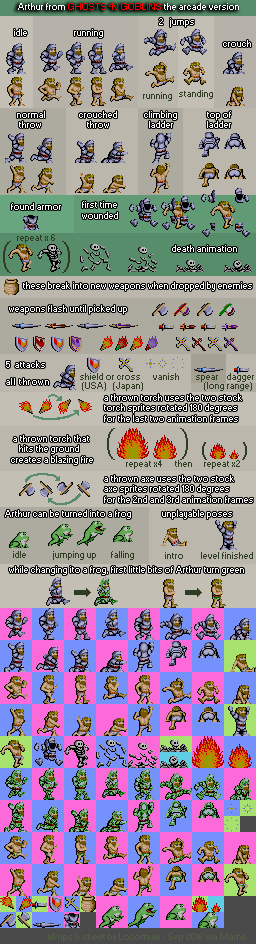 Arthur from GHOSTS 'N GOBLINS the arcade version
idle
running
2 jumps
crouch
running
standing
normal throw
crouched throw
climbing ladder
top of ladder
found armor
first time wounded
repeat x 6
death animation
these break into new weapons when dropped by enemies
weapons flash until picked up
5 attacks
all thrown
shield or cross
(USA) (Japan)
vanish
spear dagger
(long range)
a thrown torch uses the two stock
torch sprites rotated 180 degrees
for the last two animation frames
a thrown torch that
hits the ground
creates a blazing fire
repeat x4 then repeat x2
a thrown axe uses the two stock
axe sprites rotated 180 degrees
for the 2nd and 3rd animation frames
Arthur can be turned into a frog
unplayable poses
idle
jumping up
falling
intro
level finished
while changing ito a frog, first little bits of Arthur turn green